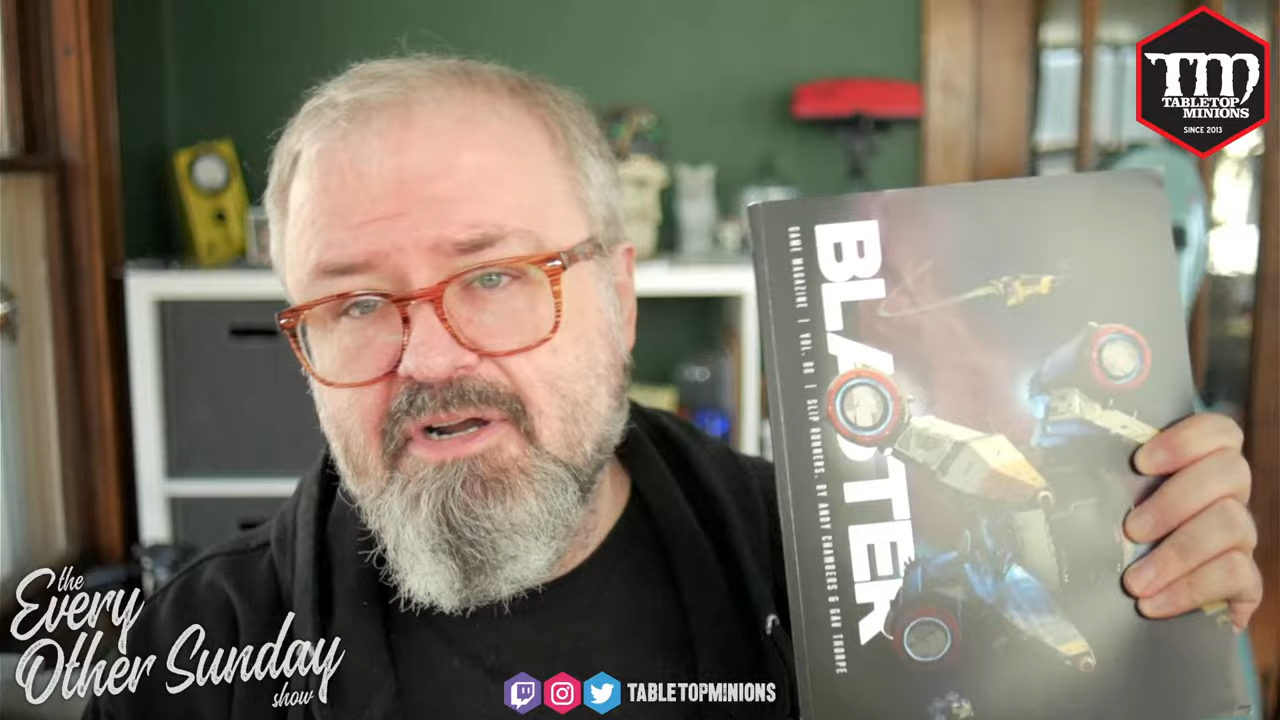 TM
TABLETOP
MINIONS
SINCE 2013
BLASTER
GAME MAGAZINE / VOL. 06 / SLIP RUNNERS, BY ANDY CHAMBERS & GAV THORPE
the
Every
Other Sunday
show
TABLETOPMINIONS